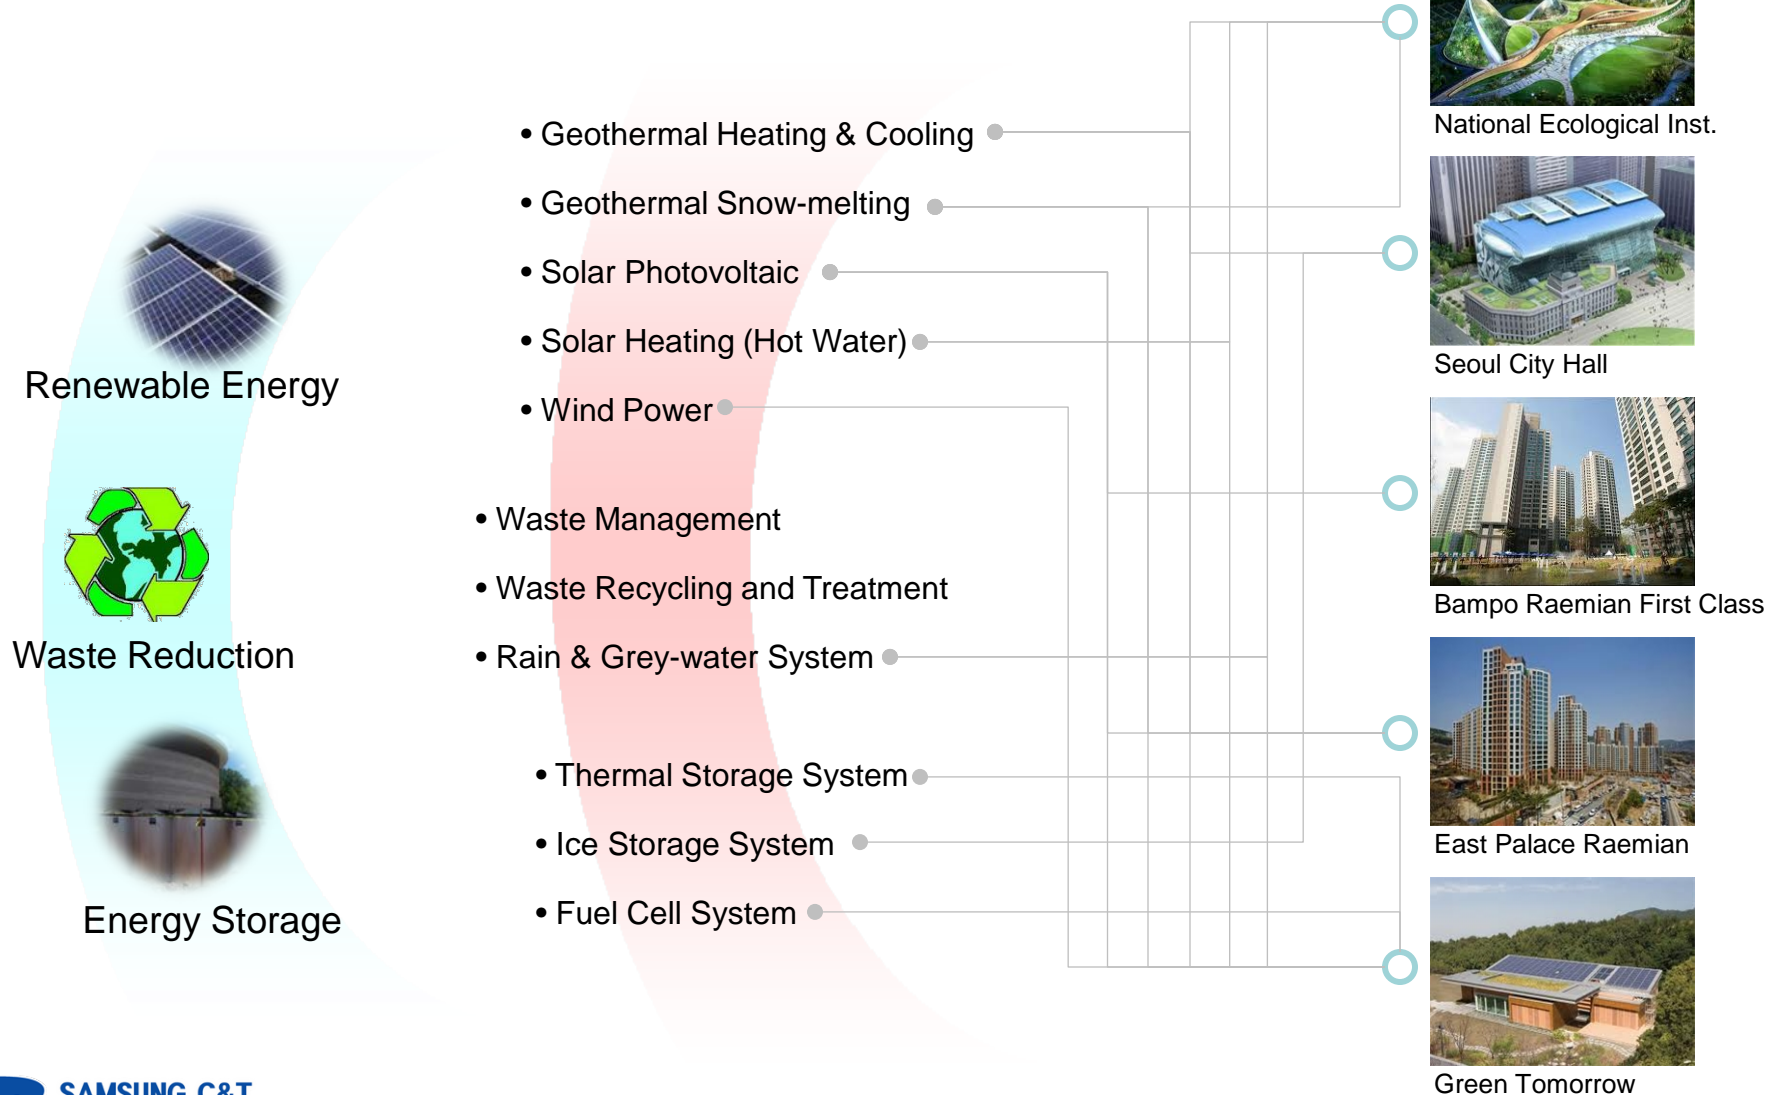 Renewable Energy
Waste Reduction
Energy Storage
• Geothermal Heating & Cooling
• Geothermal Snow-melting
• Solar Photovoltaic
• Solar Heating (Hot Water)
• Wind Power
• Waste Management
• Waste Recycling and Treatment
• Rain & Grey-water System
• Thermal Storage System
• Ice Storage System
• Fuel Cell System
National Ecological Inst.
Seoul City Hall
Bampo Raemian First Class
East Palace Raemian
Green Tomorrow
SAMSUNG C&T